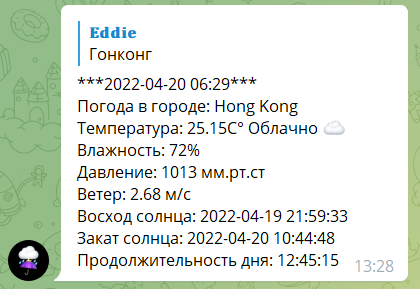 Eddie
Гонконг
***2022-04-20 06:29***
Погода в городе: Hong Kong
Температура: 25.15C° Облачно ☁️
Влажность: 72%
Давление: 1013 мм.рт.ст
Ветер: 2.68 м/с
Восход солнца: 2022-04-19 21:59:33
Закат солнца: 2022-04-20 10:44:48
Продолжительность дня: 12:45:15
13:28